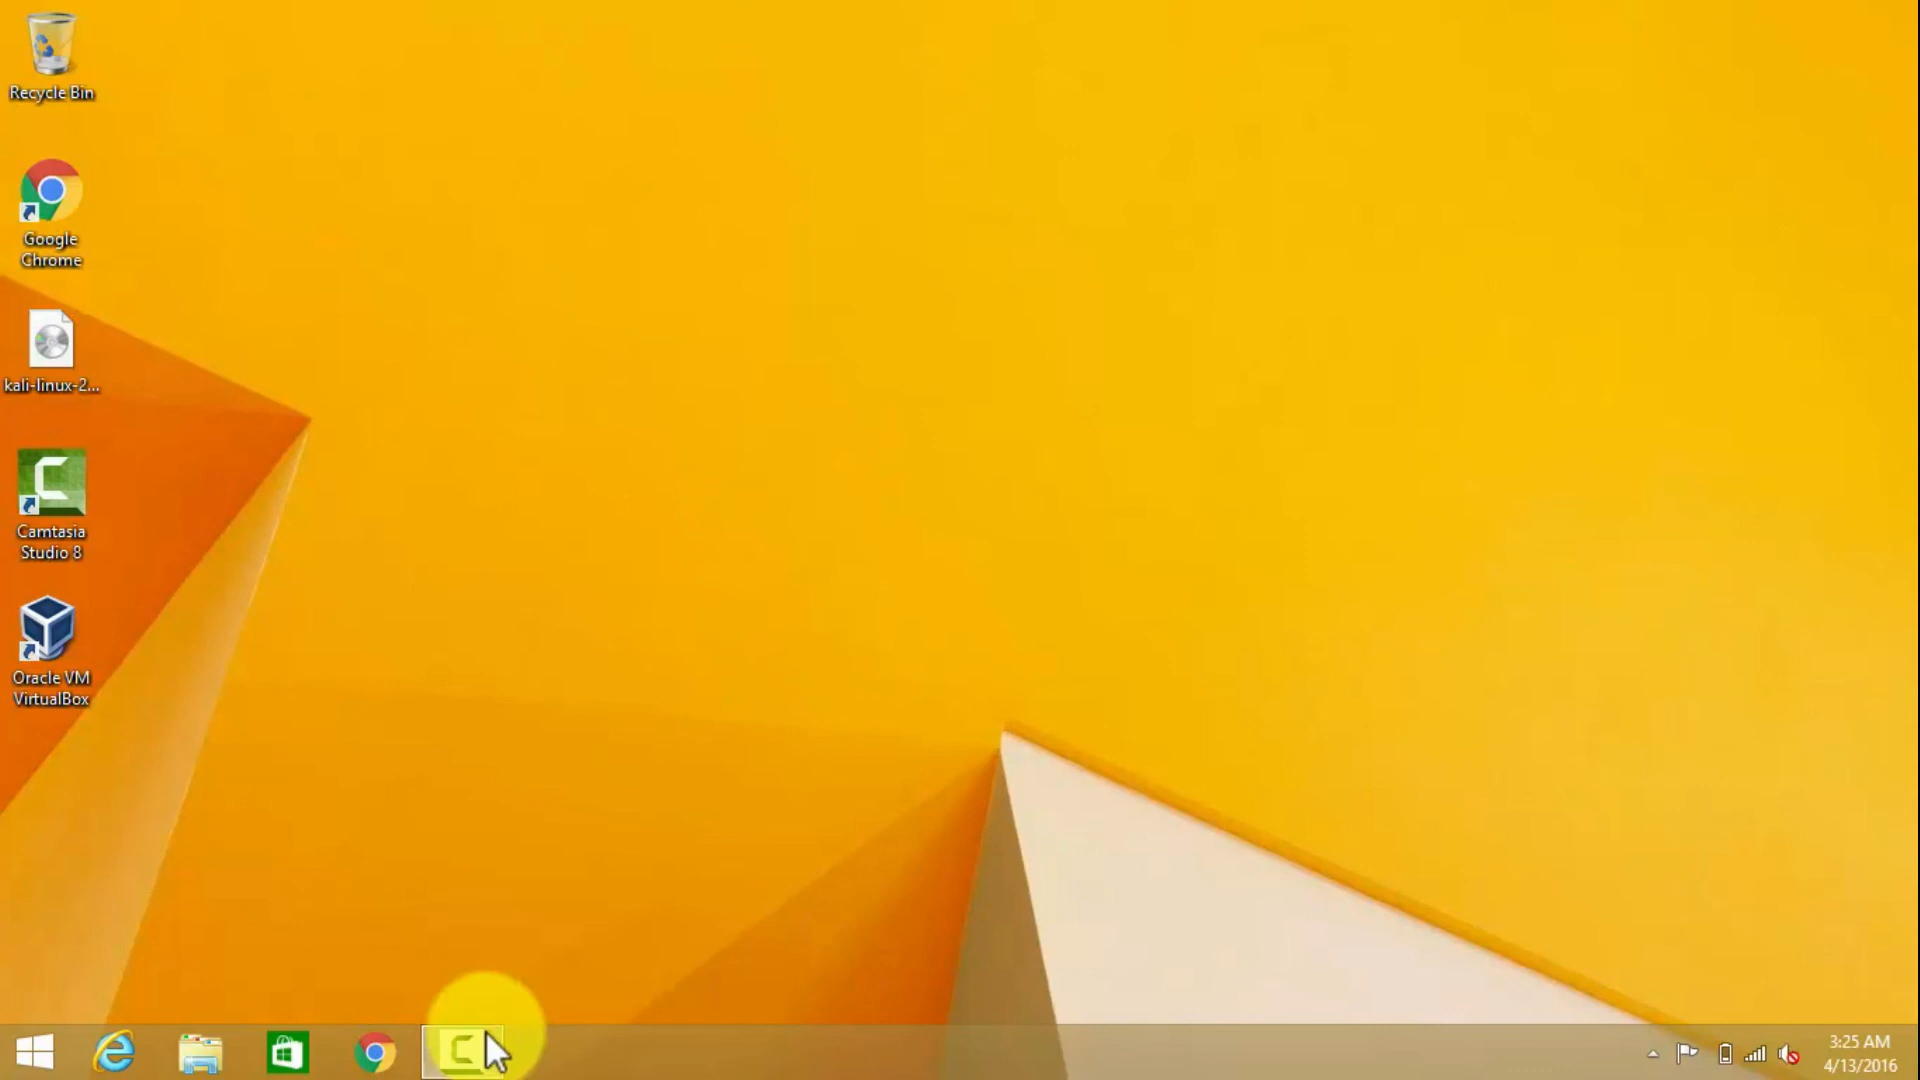 Recycle Bin
Google
Chrome
kali-linux-2...
Camtasia
Studio 8
Oracle VM
VirtualBox
3:25 AM
4/13/2016